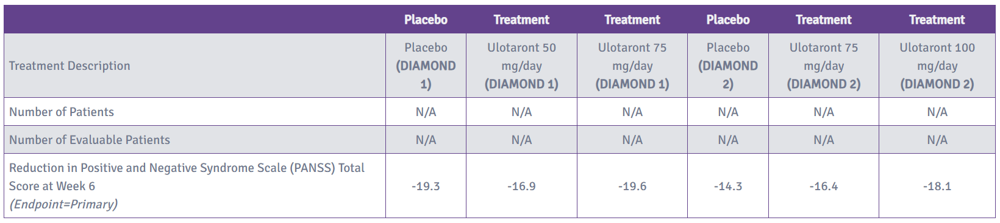 Placebo Treatment Treatment Placebo Treatment Treatment
Treatment Description
Placebo (DIAMOND 1)
Ulotaront 50 mg/day (DIAMOND 1)
Ulotaront 75 mg/day (DIAMOND 1)
Placebo (DIAMOND 2)
Ulotaront 75 mg/day (DIAMOND 2)
Ulotaront 100 mg/day (DIAMOND 2)
Number of Patients N/A N/A N/A N/A N/A N/A
Number of Evaluable Patients N/A N/A N/A N/A N/A N/A
Reduction in Positive and Negative Syndrome Scale (PANSS) Total
Score at Week 6
(Endpoint=Primary)
-19.3 -16.9 -19.6 -14.3 -16.4 -18.1